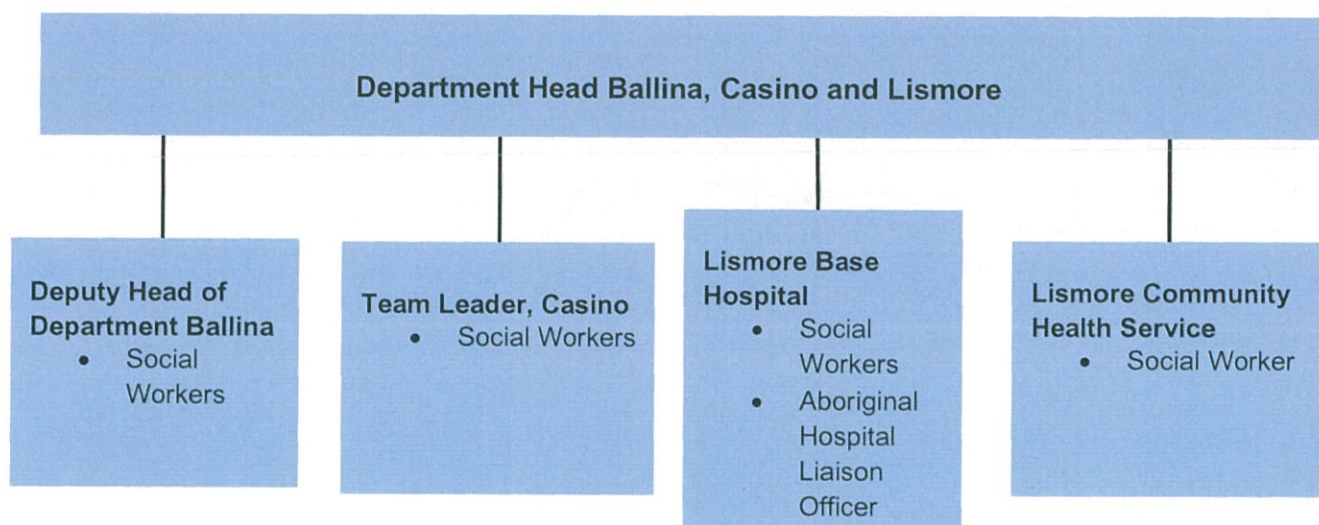 Department Head Ballina, Casino and Lismore
Deputy Head of
Department Ballina
• Social
Workers
Team Leader, Casino
• Social Workers
Lismore Base
Hospital
• Social
Workers
• Aboriginal
Hospital
Liaison
Officer
Lismore Community
Health Service
• Social Worker